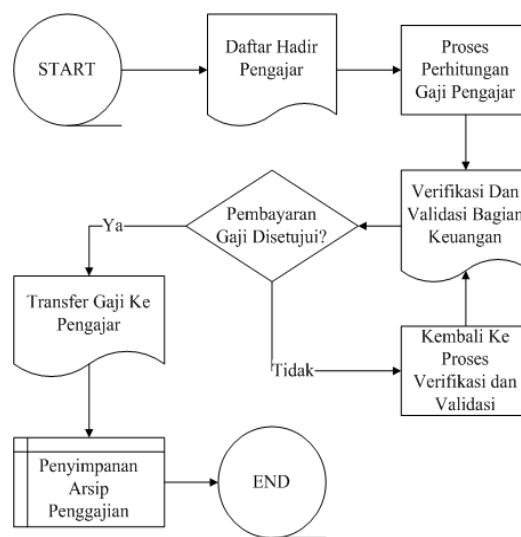 START
Daftar Hadir
Pengajar
Proses
Perhitungan
Gaji Pengajar
Verifikasi Dan
Validasi Bagian
Keuangan
Pembayaran
Gaji Disetujui?
Ya
Transfer Gaji Ke
Pengajar
Tidak
Kembali Ke
Proses
Verifikasi dan
Validasi
Penyimpanan
Arsip
Penggajian
END